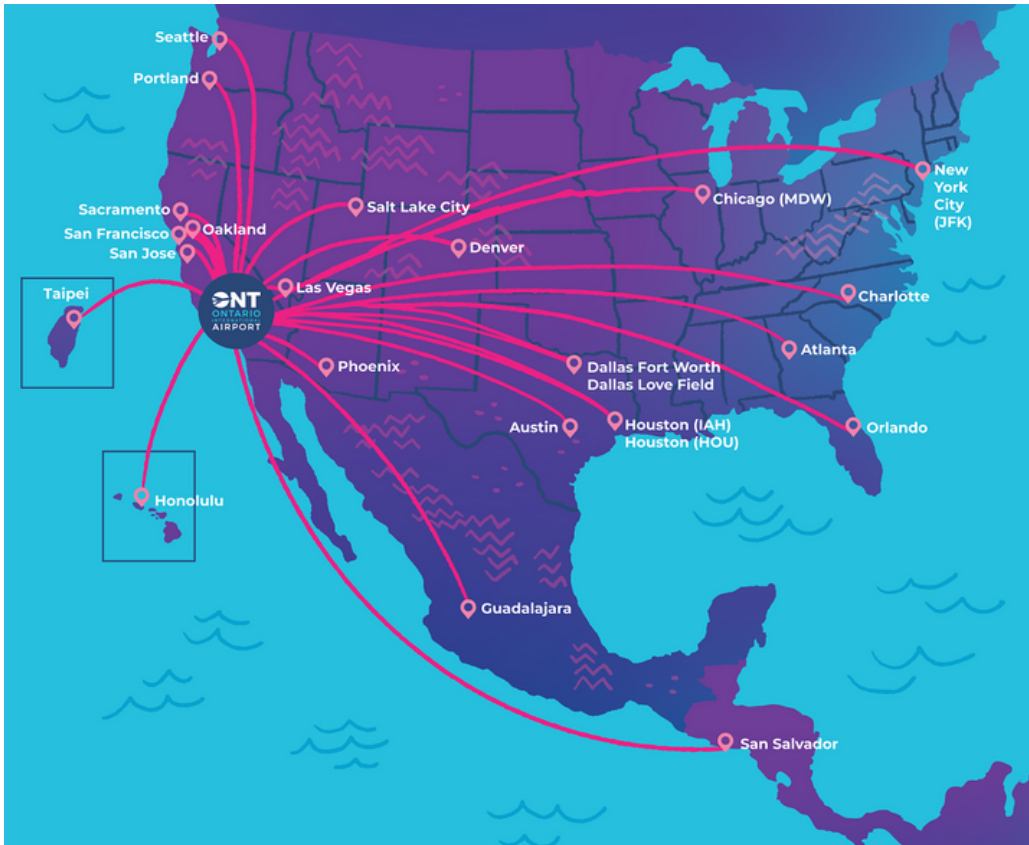 Seattle
Portland
Sacramento
Oakland
San Francisco
San Jose
Salt Lake City
Denver
Chicago (MDW)
New
York
City
(JFK)
Taipei
ONT
ONTARIO
INTERNATIONAL
AIRPORT
Las Vegas
Charlotte
Atlanta
Phoenix
Dallas Fort Worth
Dallas Love Field
Austin
Houston (IAH)
Houston (HOU)
Orlando
Honolulu
Guadalajara
San Salvador